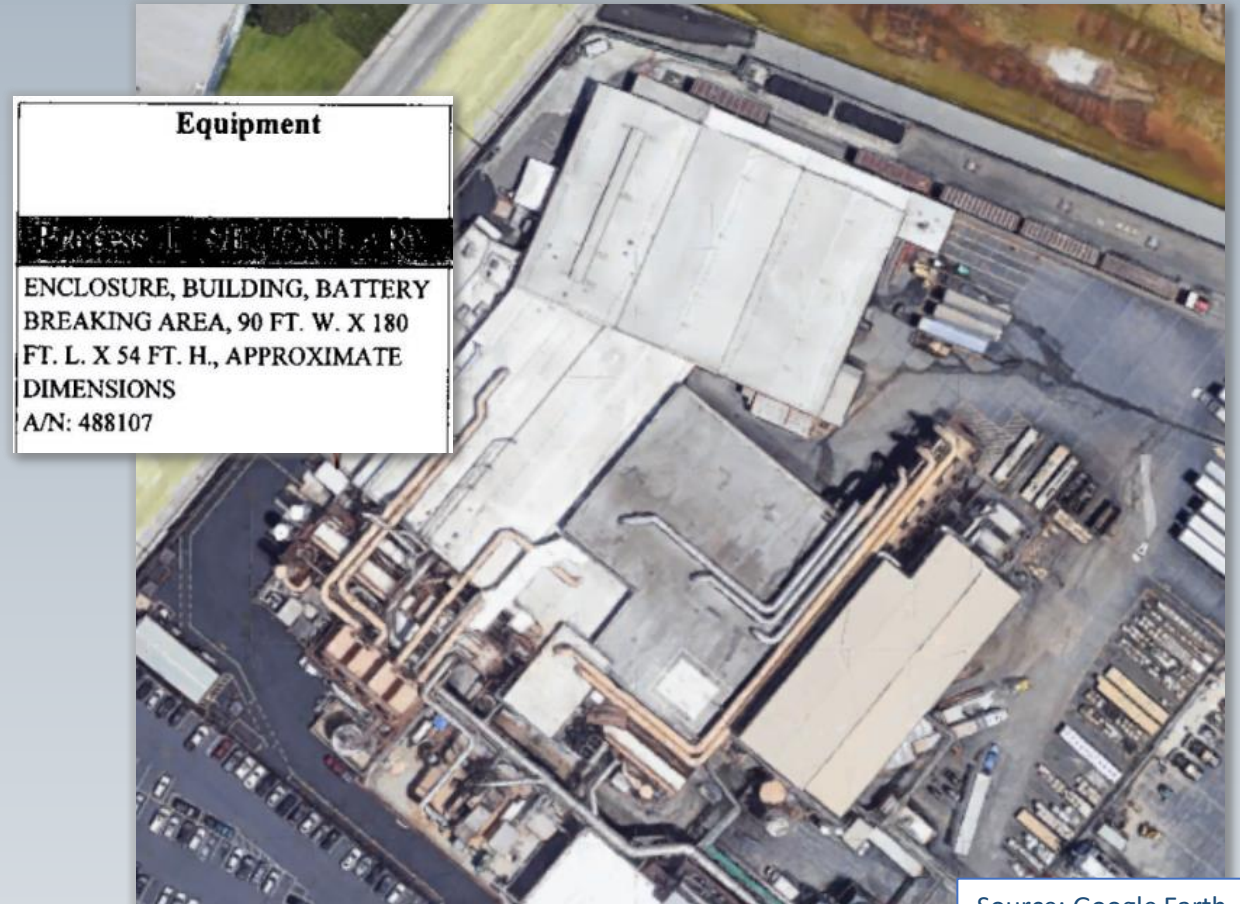 Equipment
ENCLOSURE, BUILDING, BATTERY
BREAKING AREA, 90 FT. W. X 180
FT. L. X 54 FT. H., APPROXIMATE
DIMENSIONS
A/N: 488107
Source: Google Earth